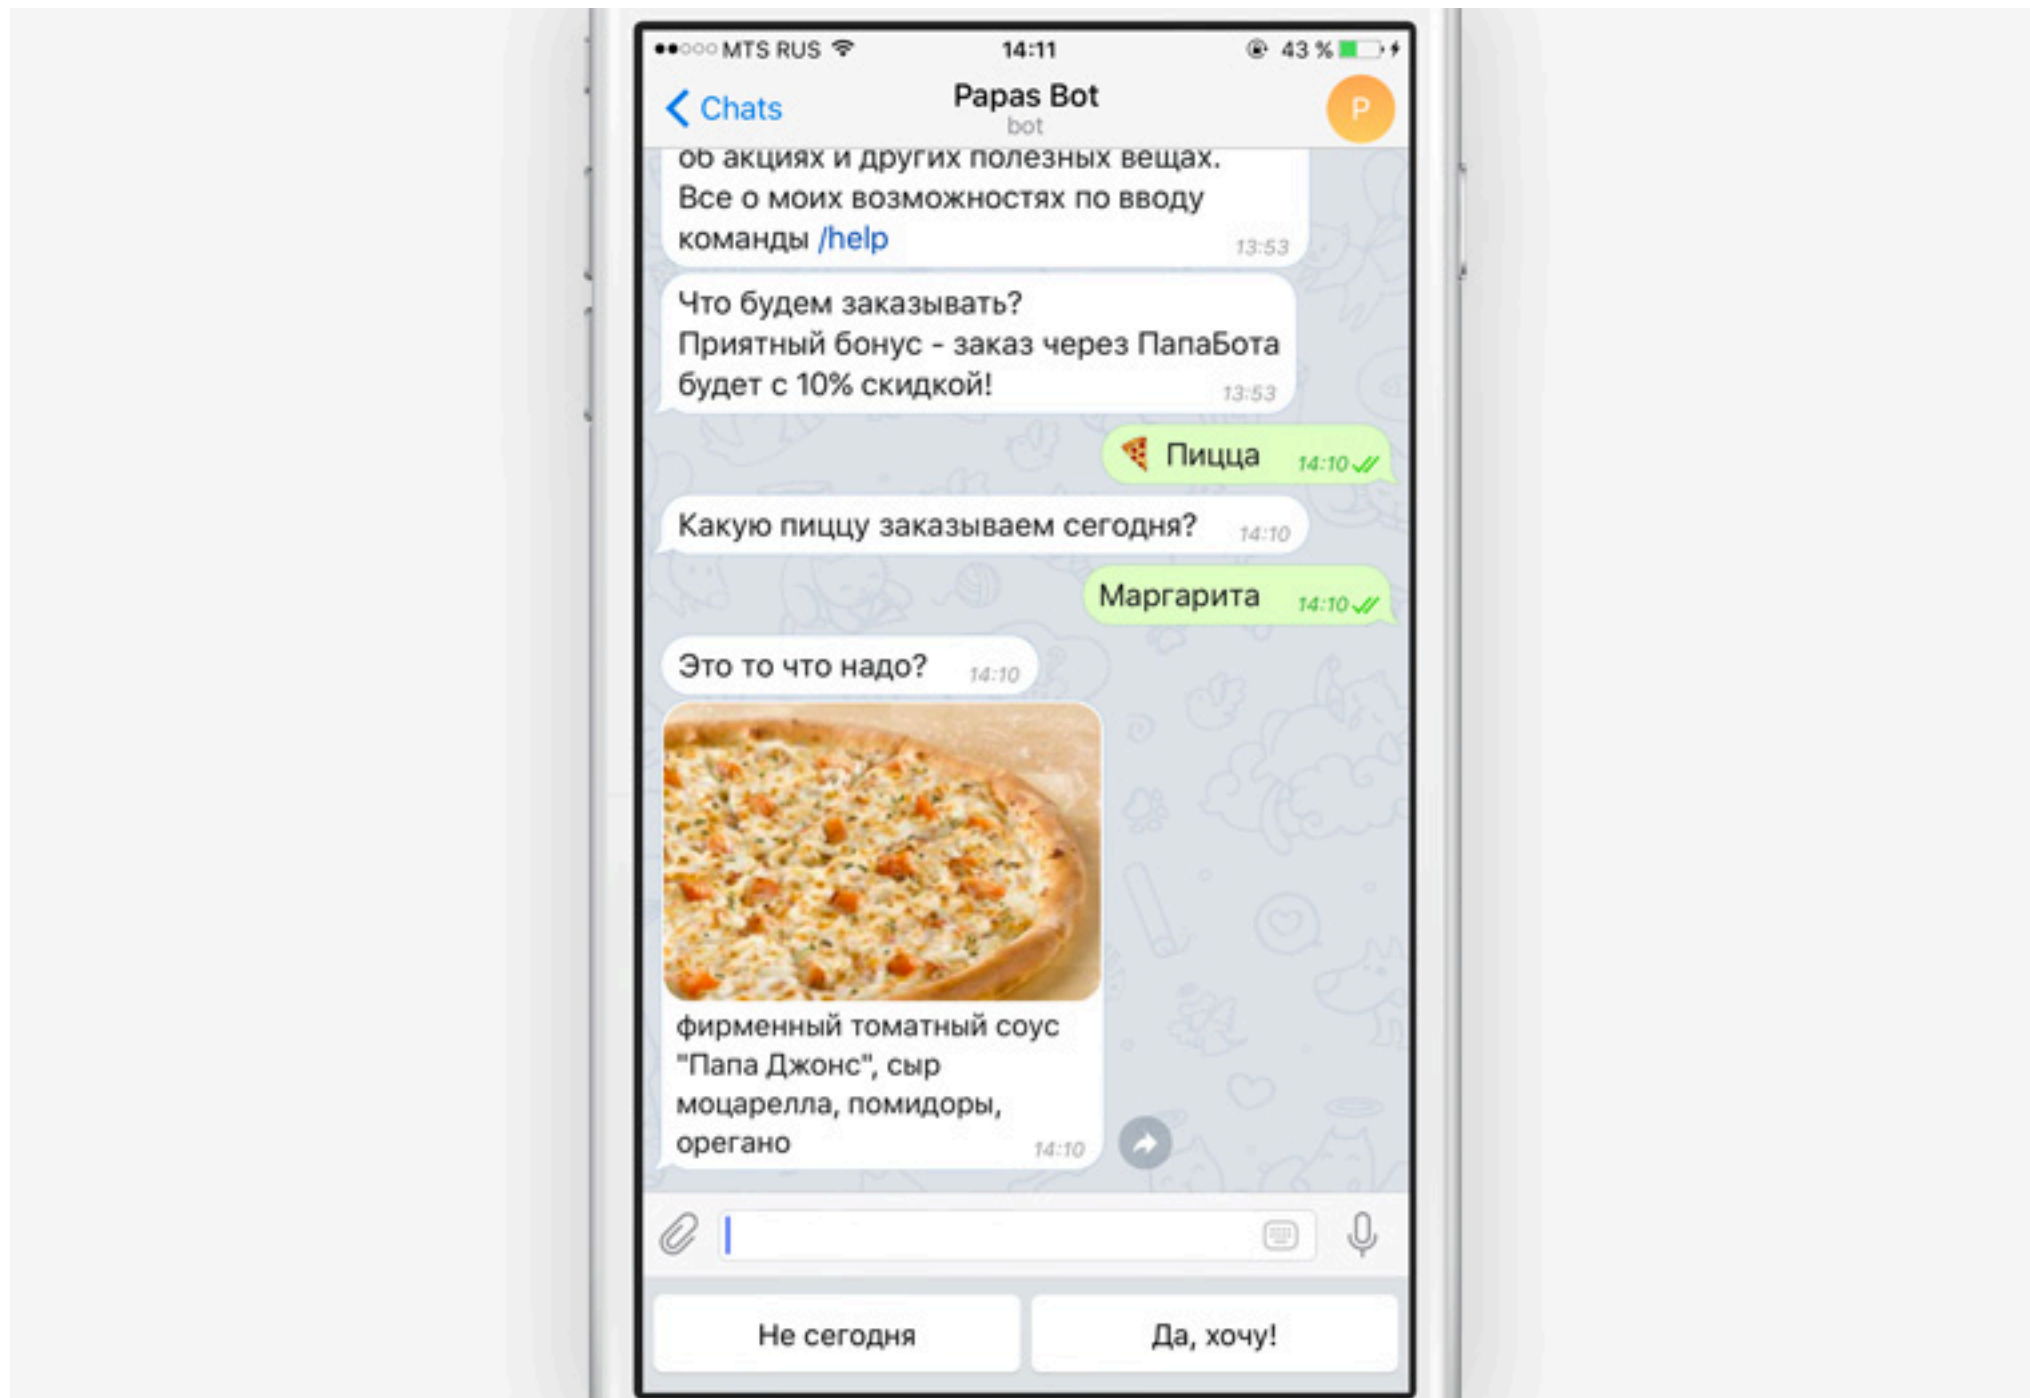 MTS RUS 14:11 43 %
Chats Papas Bot P
bot
об акциях и других полезных вещах.
Все о моих возможностях по вводу
команды /help 13:53
Что будем заказывать?
Приятный бонус - заказ через ПапаБота
будет с 10% скидкой! 13:53
Пицца 14:10
Какую пиццу заказываем сегодня? 14:10
Маргарита 14:10
Это то что надо? 14:10
фирменный томатный соус
"Папа Джонс", сыр
моцарелла, помидоры,
орегано 14:10
Не сегодня Да, хочу!